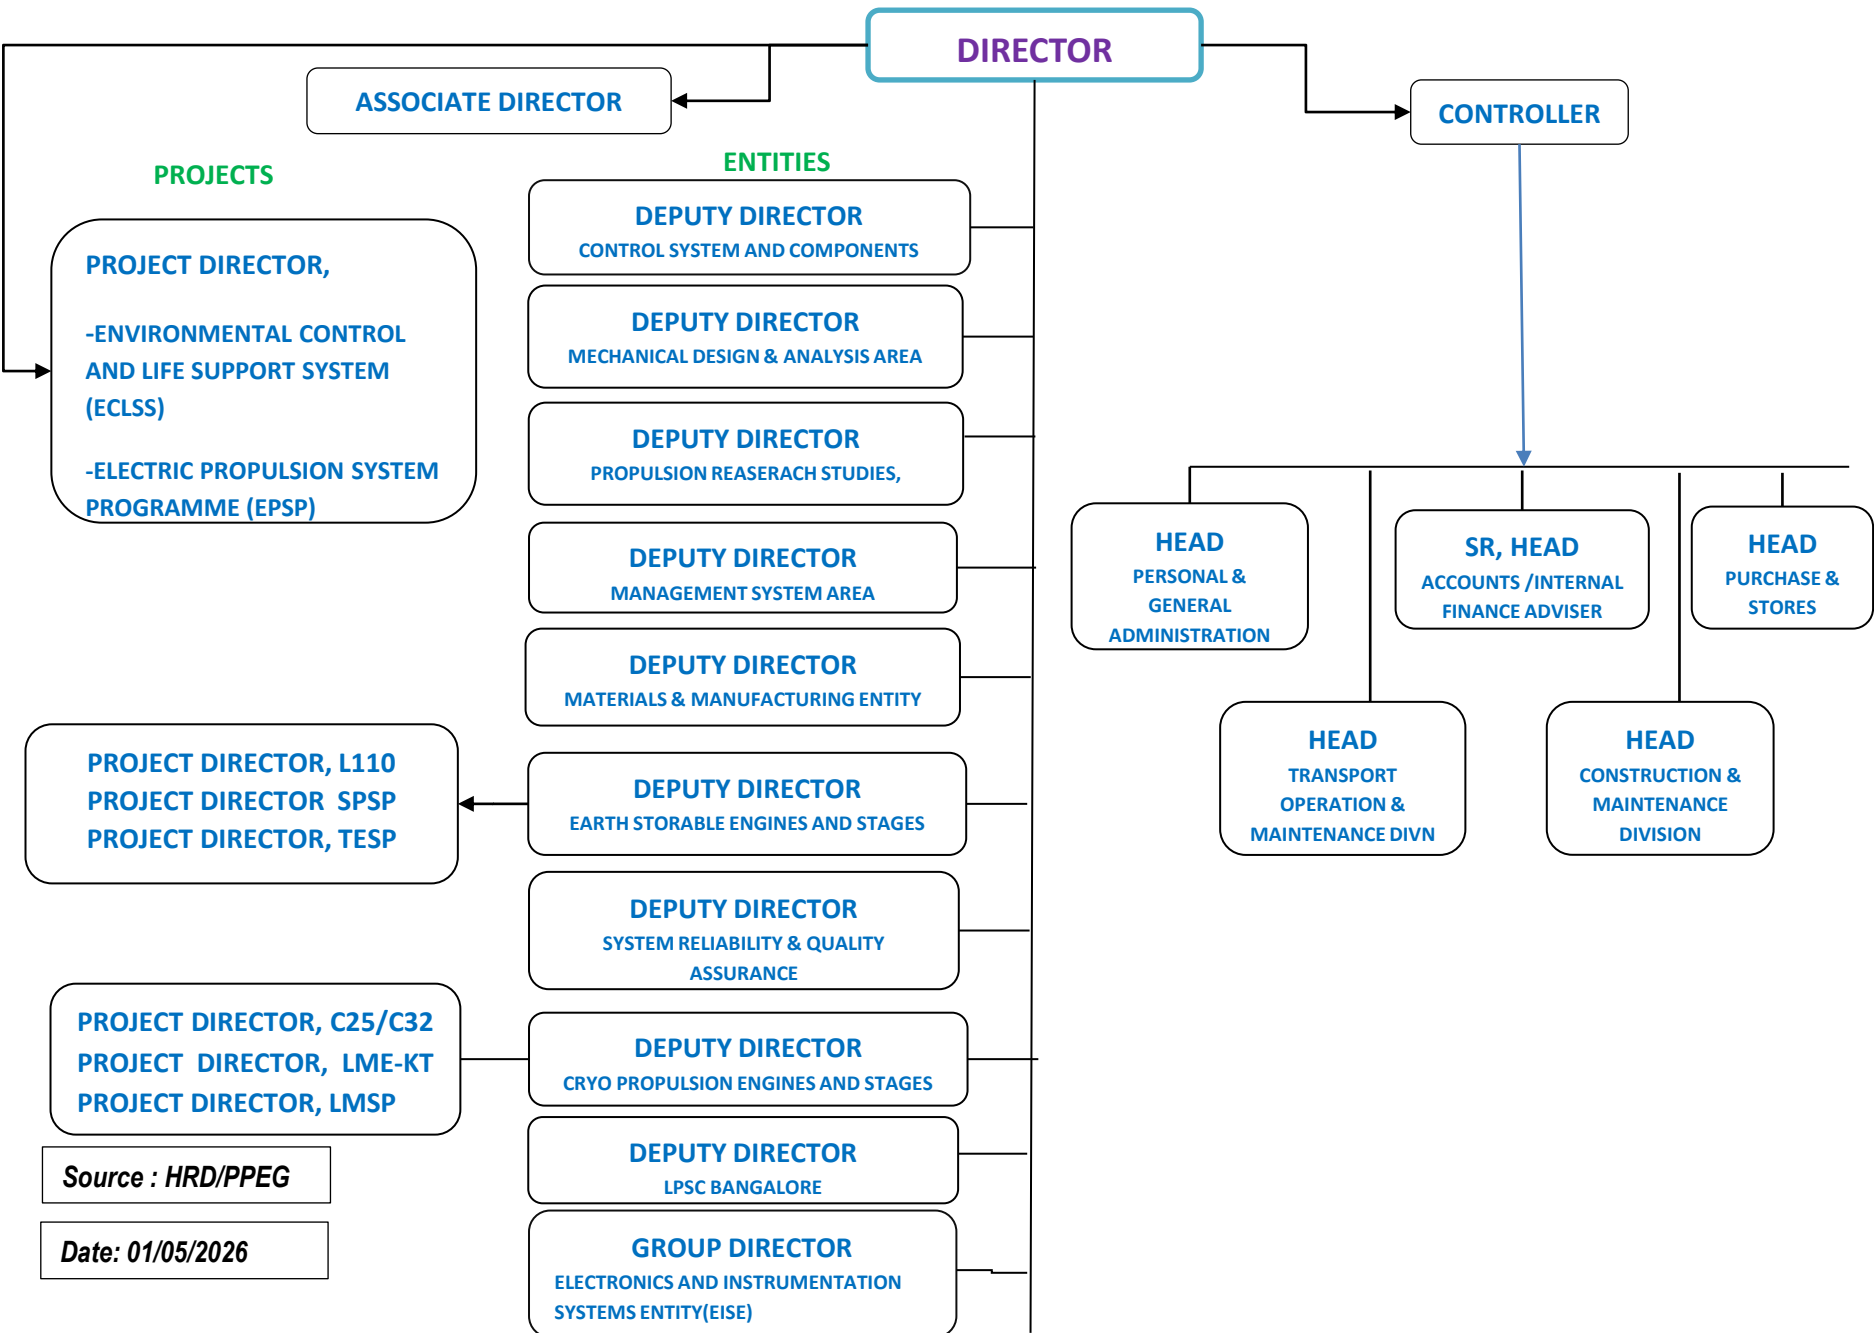 DIRECTOR
ASSOCIATE DIRECTOR
CONTROLLER
PROJECTS
ENTITIES
PROJECT DIRECTOR,
-ENVIRONMENTAL CONTROL
AND LIFE SUPPORT SYSTEM
(ECLSS)
-ELECTRIC PROPULSION SYSTEM
PROGRAMME (EPSP)
DEPUTY DIRECTOR
CONTROL SYSTEM AND COMPONENTS
DEPUTY DIRECTOR
MECHANICAL DESIGN & ANALYSIS AREA
DEPUTY DIRECTOR
PROPULSION REASERACH STUDIES,
DEPUTY DIRECTOR
MANAGEMENT SYSTEM AREA
DEPUTY DIRECTOR
MATERIALS & MANUFACTURING ENTITY
PROJECT DIRECTOR, L110
PROJECT DIRECTOR SPSP
PROJECT DIRECTOR, TESP
DEPUTY DIRECTOR
EARTH STORABLE ENGINES AND STAGES
DEPUTY DIRECTOR
SYSTEM RELIABILITY & QUALITY
ASSURANCE
PROJECT DIRECTOR, C25/C32
PROJECT DIRECTOR, LME-KT
PROJECT DIRECTOR, LMSP
DEPUTY DIRECTOR
CRYO PROPULSION ENGINES AND STAGES
DEPUTY DIRECTOR
LPSC BANGALORE
GROUP DIRECTOR
ELECTRONICS AND INSTRUMENTATION
SYSTEMS ENTITY(EISE)
HEAD
PERSONAL &
GENERAL
ADMINISTRATION
SR, HEAD
ACCOUNTS /INTERNAL
FINANCE ADVISER
HEAD
PURCHASE &
STORES
HEAD
TRANSPORT
OPERATION &
MAINTENANCE DIVN
HEAD
CONSTRUCTION &
MAINTENANCE
DIVISION
Source : HRD/PPEG
Date: 01/05/2026